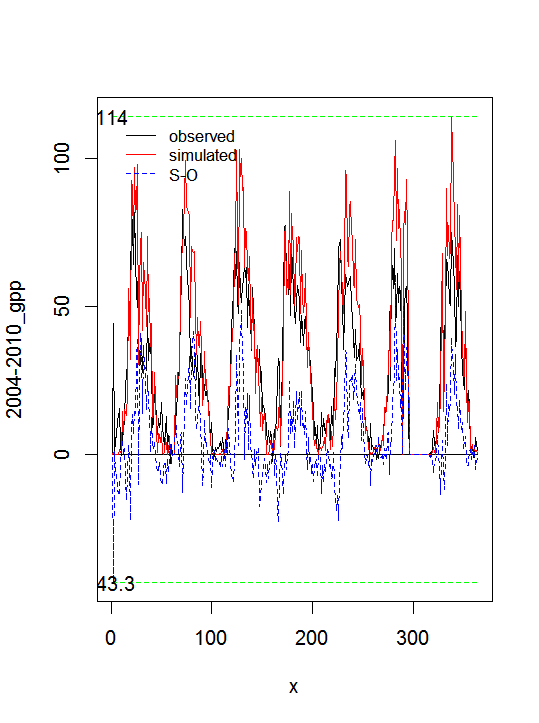 114
observed
simulated
S-O
100
50
0
43.3
2004-2010_gpp
0 100 200 300
x